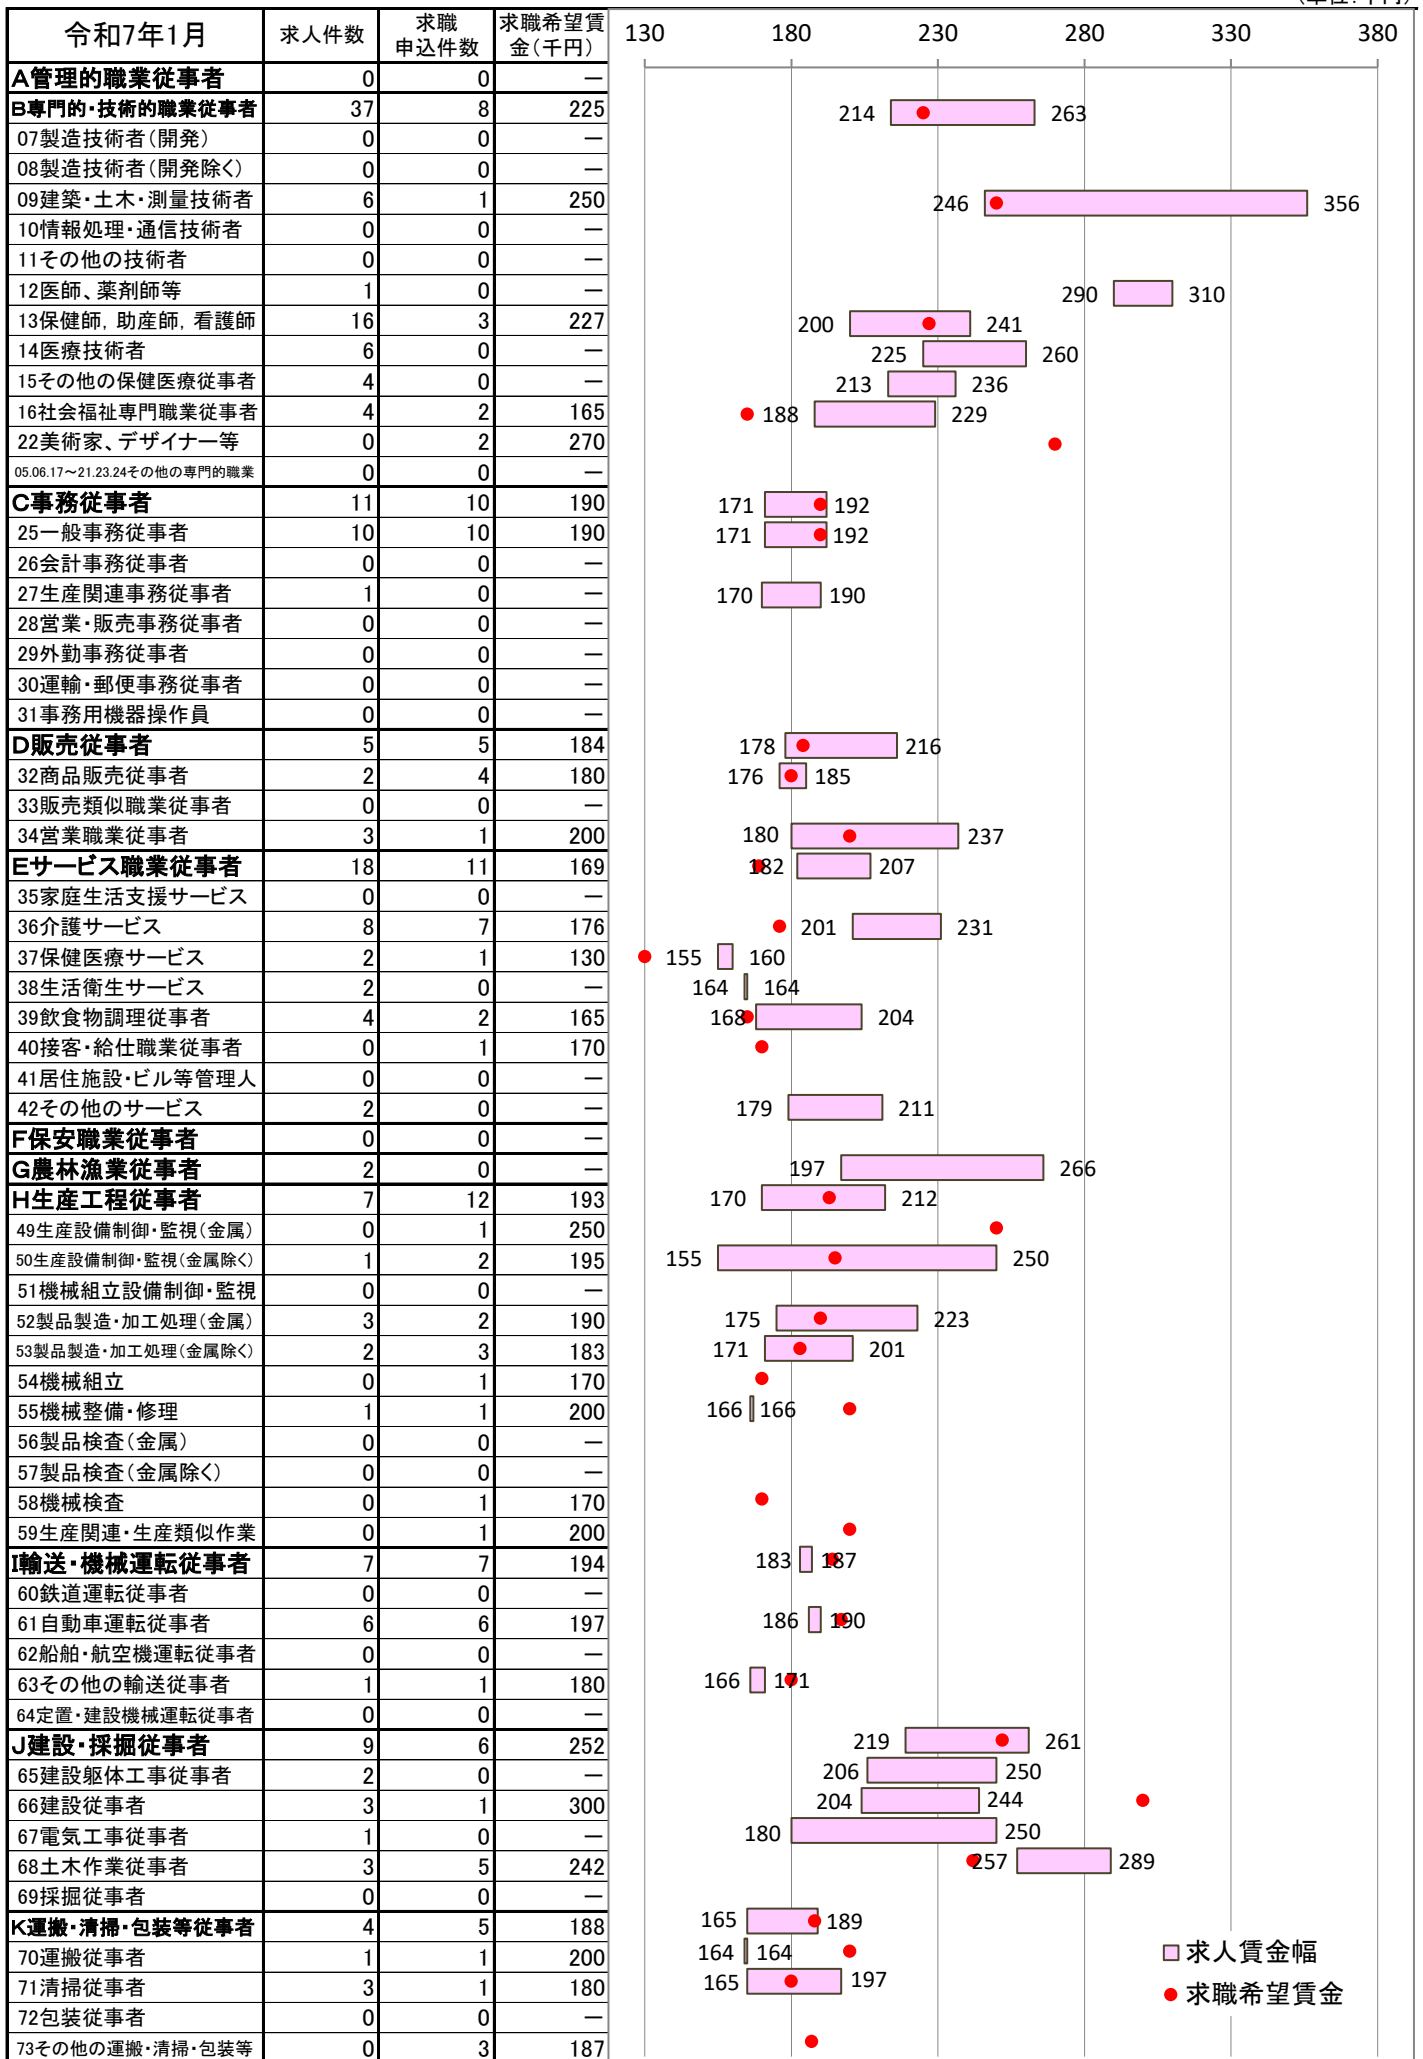 令和7年1月 求人件数 求職申込件数 求職希望賃金(千円) 130 180 230 280 330 380
A管理的職業従事者 0 0 ―
B専門的・技術的職業従事者 37 8 225 214 263
07製造技術者(開発) 0 0 ―
08製造技術者(開発除く) 0 0 ―
09建築・土木・測量技術者 6 1 250 246 356
10情報処理・通信技術者 0 0 ―
11その他の技術者 0 0 ―
12医師、薬剤師等 1 0 ― 290 310
13保健師, 助産師, 看護師 16 3 227 200 241
14医療技術者 6 0 ― 225 260
15その他の保健医療従事者 4 0 ― 213 236
16社会福祉専門職業従事者 4 2 165 188 229
22美術家、デザイナー等 0 2 270
05.06.17～21.23.24その他の専門的職業 0 0 ―
C事務従事者 11 10 190 171 192
25一般事務従事者 10 10 190 171 192
26会計事務従事者 0 0 ―
27生産関連事務従事者 1 0 ― 170 190
28営業・販売事務従事者 0 0 ―
29外勤事務従事者 0 0 ―
30運輸・郵便事務従事者 0 0 ―
31事務用機器操作員 0 0 ―
D販売従事者 5 5 184 178 216
32商品販売従事者 2 4 180 176 185
33販売類似職業従事者 0 0 ―
34営業職業従事者 3 1 200 180 237
Eサービス職業従事者 18 11 169 182 207
35家庭生活支援サービス 0 0 ―
36介護サービス 8 7 176 201 231
37保健医療サービス 2 1 130 155 160
38生活衛生サービス 2 0 ― 164 164
39飲食物調理従事者 4 2 165 168 204
40接客・給仕職業従事者 0 1 170
41居住施設・ビル等管理人 0 0 ―
42その他のサービス 2 0 ― 179 211
F保安職業従事者 0 0 ―
G農林漁業従事者 2 0 ― 197 266
H生産工程従事者 7 12 193 170 212
49生産設備制御・監視(金属) 0 1 250
50生産設備制御・監視(金属除く) 1 2 195 155 250
51機械組立設備制御・監視 0 0 ―
52製品製造・加工処理(金属) 3 2 190 175 223
53製品製造・加工処理(金属除く) 2 3 183 171 201
54機械組立 0 1 170
55機械整備・修理 1 1 200 166 166
56製品検査(金属) 0 0 ―
57製品検査(金属除く) 0 0 ―
58機械検査 0 1 170
59生産関連・生産類似作業 0 1 200
I輸送・機械運転従事者 7 7 194 183 187
60鉄道運転従事者 0 0 ―
61自動車運転従事者 6 6 197 186 190
62船舶・航空機運転従事者 0 0 ―
63その他の輸送従事者 1 1 180 166 171
64定置・建設機械運転従事者 0 0 ―
J建設・採掘従事者 9 6 252 219 261
65建設躯体工事従事者 2 0 ― 206 250
66建設従事者 3 1 300 204 244
67電気工事従事者 1 0 ― 180 250
68土木作業従事者 3 5 242 257 289
69採掘従事者 0 0 ―
K運搬・清掃・包装等従事者 4 5 188 165 189
70運搬従事者 1 1 200 164 164
求人賃金幅
71清掃従事者 3 1 180 165 197
求職希望賃金
72包装従事者 0 0 ―
73その他の運搬・清掃・包装等 0 3 187